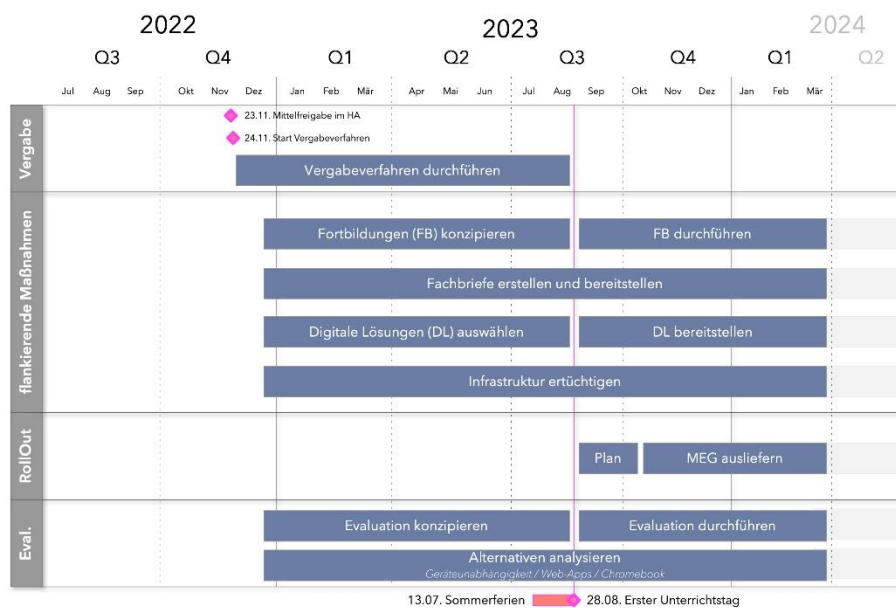 2022 2023 2024
Q3 Q4 Q1 Q2 Q3 Q4 Q1 Q2
Jul Aug Sep Okt Nov Dez Jan Feb Mär Apr Mai Jun Jul Aug Sep Okt Nov Dez Jan Feb Mär
Vergabe
23.11. Mittelfreigabe im HA
24.11. Start Vergabeverfahren
Vergabeverfahren durchführen
flankierende Maßnahmen
Fortbildungen (FB) konzipieren FB durchführen
Fachbriefe erstellen und bereitstellen
Digitale Lösungen (DL) auswählen DL bereitstellen
Infrastruktur ertüchtigen
RollOut
Plan MEG ausliefern
Eval.
Evaluation konzipieren Evaluation durchführen
Alternativen analysieren
Geräteunabhängigkeit / Web-Apps / Chromebook
13.07. Sommerferien 28.08. Erster Unterrichtstag